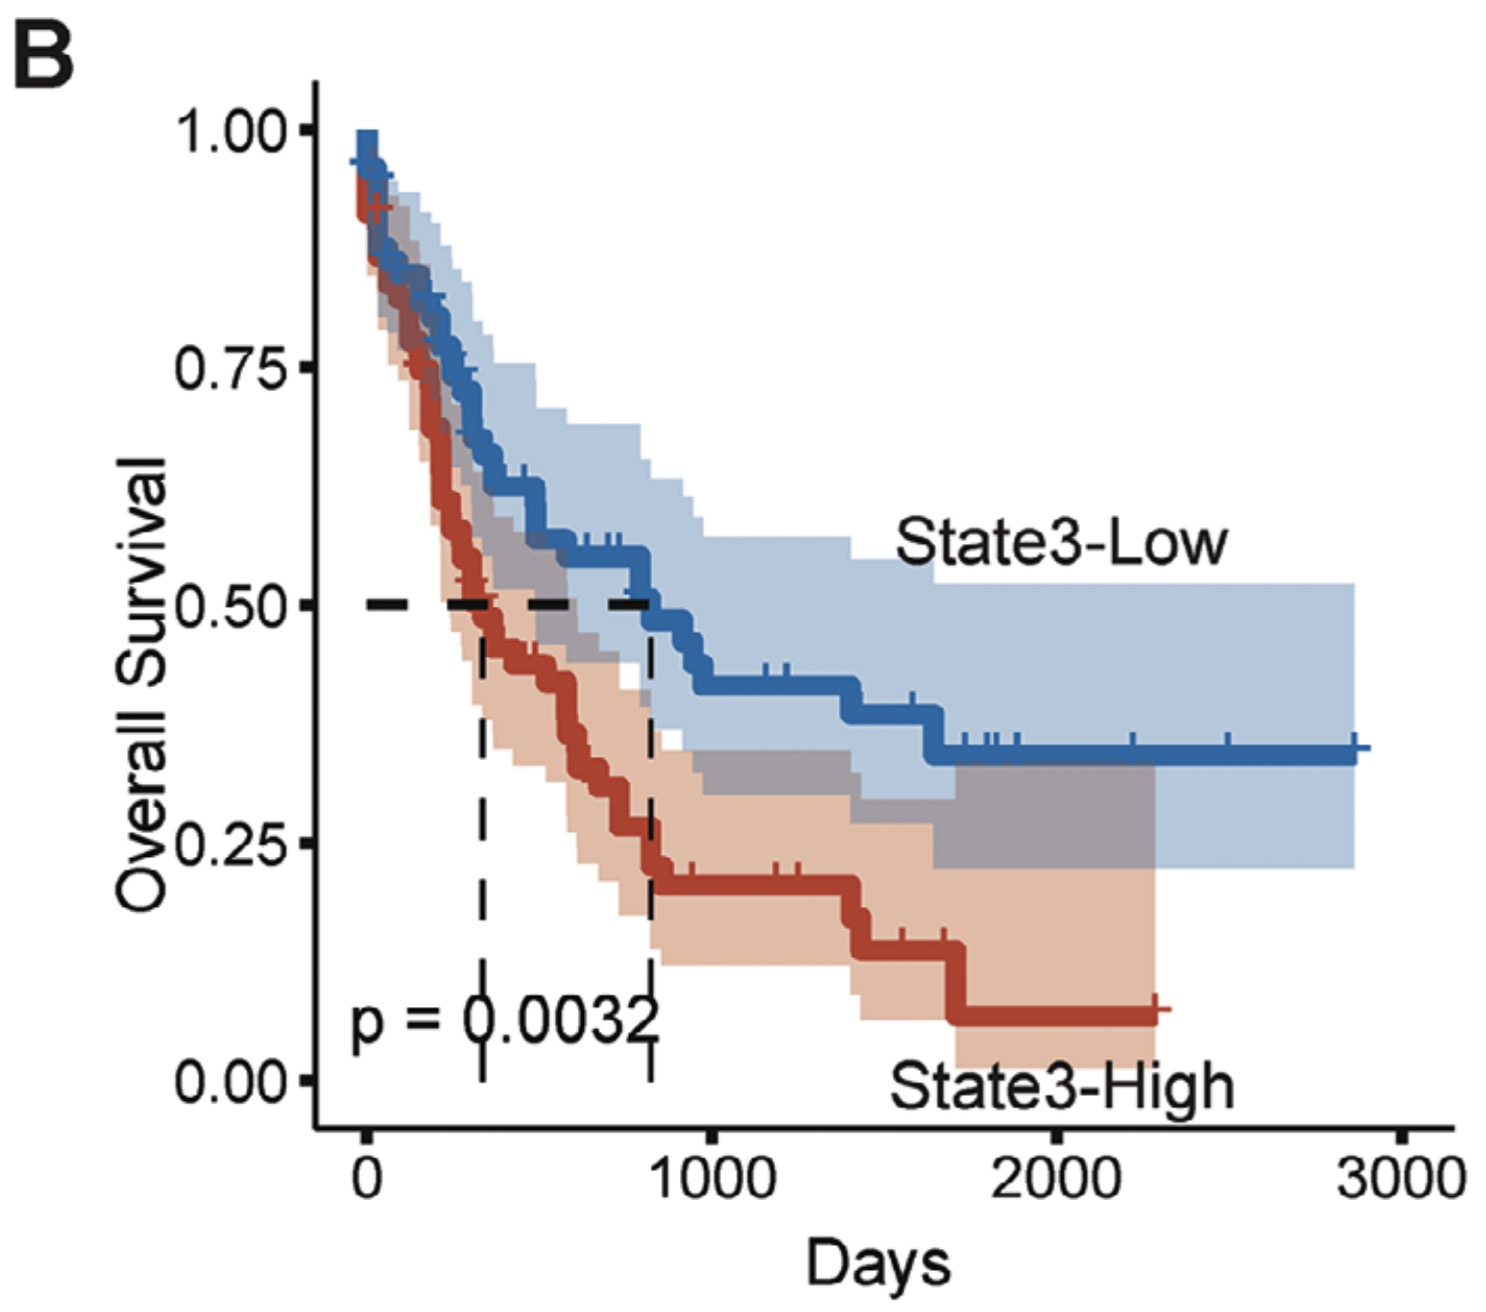 B
1.00
0.75
0.50
0.25
0.00
Overall Survival
State3-Low
p = 0.0032
State3-High
0 1000 2000 3000
Days